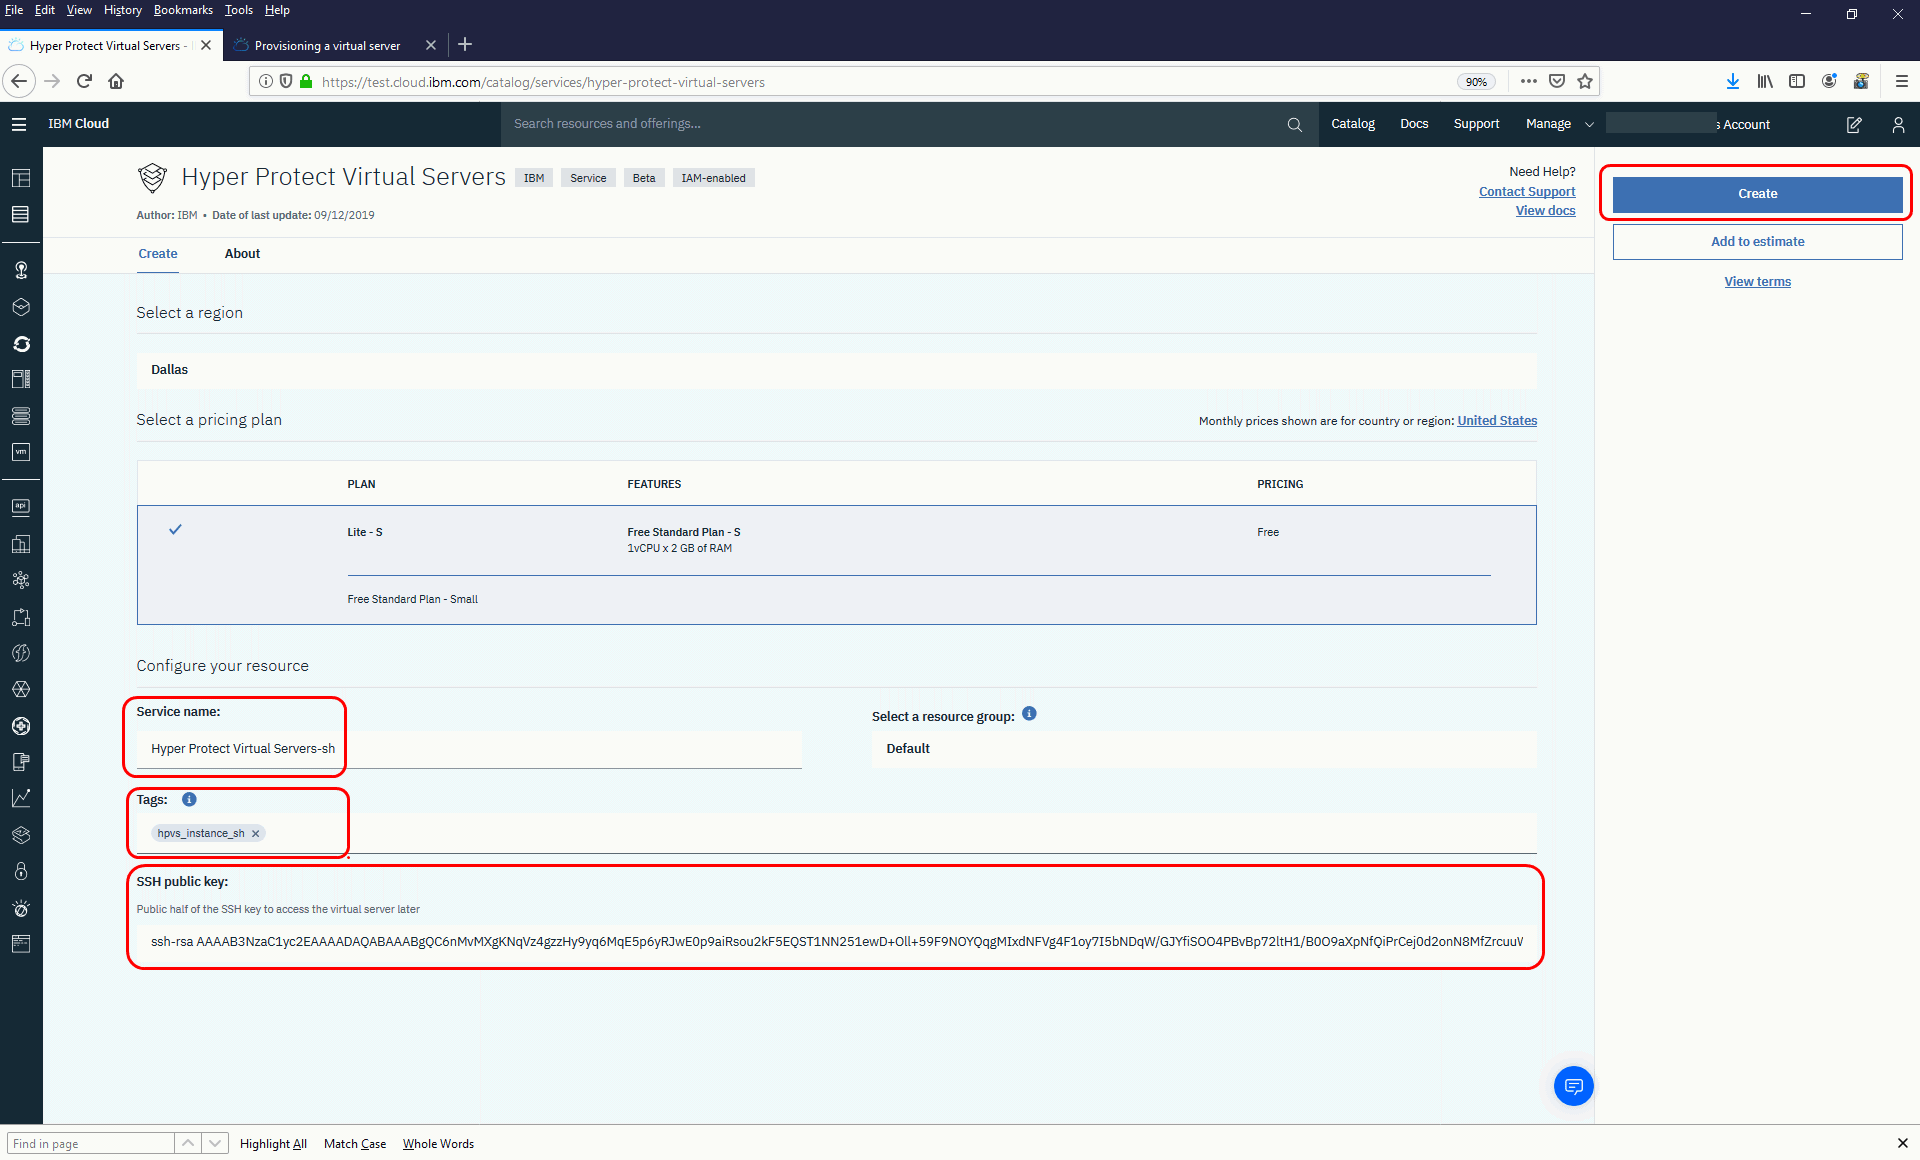 File Edit View History Bookmarks Tools Help
Hyper Protect Virtual Servers -
Provisioning a virtual server
https://test.cloud.ibm.com/catalog/services/hyper-protect-virtual-servers
90%
IBM Cloud
Search resources and offerings...
Catalog Docs Support Manage s Account
Hyper Protect Virtual Servers IBM Service Beta IAM-enabled
Author: IBM • Date of last update: 09/12/2019
Need Help?
Contact Support
View docs
Create
Add to estimate
View terms
Create About
Select a region
Dallas
Select a pricing plan
Monthly prices shown are for country or region: United States
PLAN FEATURES PRICING
Lite - S Free Standard Plan - S Free
1vCPU x 2 GB of RAM
Free Standard Plan - Small
Configure your resource
Service name:
Hyper Protect Virtual Servers-sh
Select a resource group:
Default
Tags:
hpvs_instance_sh
SSH public key:
Public half of the SSH key to access the virtual server later
ssh-rsa AAAAB3NzaC1yc2EAAAADAQABAAABgQC6nMvMXgKNqVz4gzzHy9yq6MqE5p6yRJwE0p9aiRsou2kF5EQST1NN251ewD+Oll+59F9NOYQqgMIxdNFVg4F1oy7I5bNDqW/GJYfiSOO4PBvBp72ltH1/B0O9aXpNfQiPrCej0d2onN8MfZrcuuW
vm
api
Find in page
Highlight All Match Case Whole Words